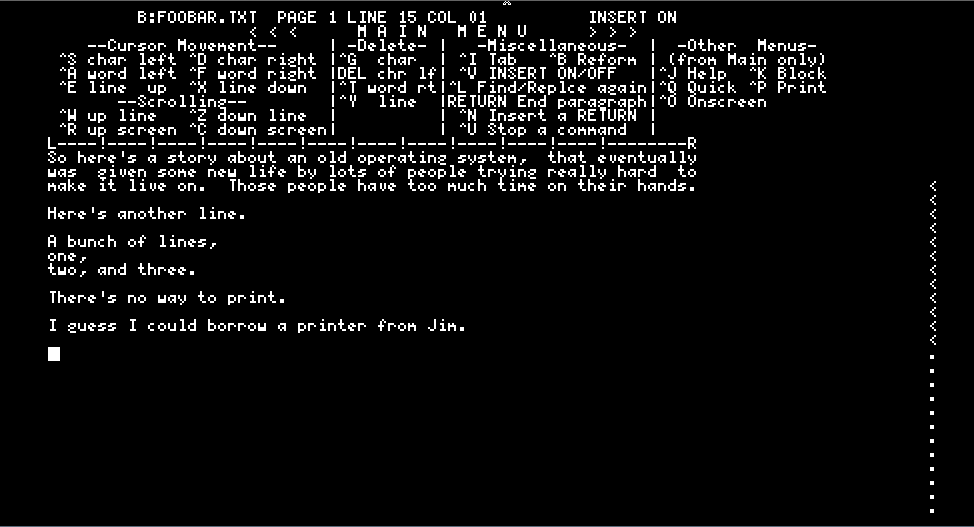 B:FOOBAR.TXT  PAGE 1 LINE 15 COL 01             INSERT ON
< < <      M A I N   M E N U      > > >
--Cursor Movement--     | -Delete- |   -Miscellaneous-  |  -Other  Menus-
^S char left ^D char right |^G  char  | ^I Tab   ^B Reform | (from Main only)
^A word left ^F word right |DEL chr lf| ^V INSERT ON/OFF   |^J Help  ^K Block
^E line  up  ^X line down  |^T word rt|^L Find/Replce again|^Q Quick ^P Print
--Scrolling--        |^Y  line  |RETURN End paragraph|^O Onscreen
^W up line   ^Z down line  |          | ^N Insert a RETURN |
^R up screen ^C down screen|          | ^U Stop a command  |
L----!----!----!----!----!----!----!----!----!----!----!--------R
So here's a story about an old operating system,  that eventually
was  given some new life by lots of people trying really hard  to
make it live on.  Those people have too much time on their hands.
Here's another line.
A bunch of lines,
one,
two, and three.
There's no way to print.
I guess I could borrow a printer from Jim.